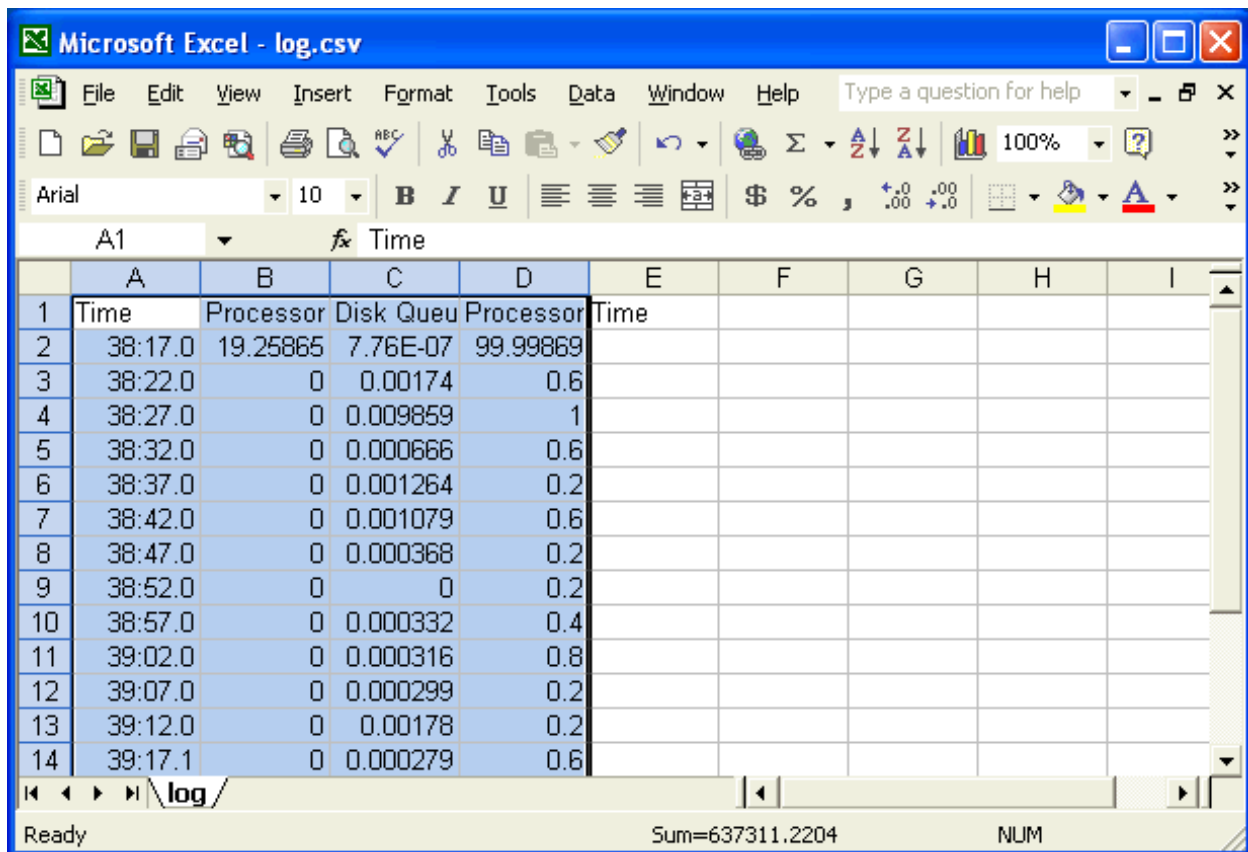 Microsoft Excel - log.csv
File Edit View Insert Format Tools Data Window Help Type a question for help
ABC Σ A Z Z A 100% ?
Arial 10 B I U $ % , .0 .00 .00 .0 A
A1 fx Time
A B C D E F G H I
1 Time Processor Disk Queu Processor Time
2 38:17.0 19.25865 7.76E-07 99.99869
3 38:22.0 0 0.00174 0.6
4 38:27.0 0 0.009859 1
5 38:32.0 0 0.000666 0.6
6 38:37.0 0 0.001264 0.2
7 38:42.0 0 0.001079 0.6
8 38:47.0 0 0.000368 0.2
9 38:52.0 0 0 0.2
10 38:57.0 0 0.000332 0.4
11 39:02.0 0 0.000316 0.8
12 39:07.0 0 0.000299 0.2
13 39:12.0 0 0.00178 0.2
14 39:17.1 0 0.000279 0.6
log
Ready Sum=637311.2204 NUM